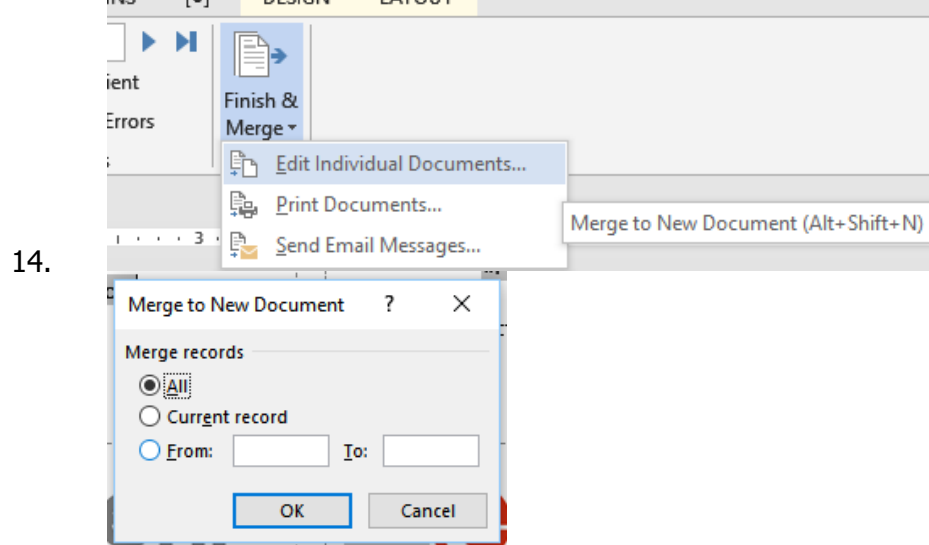 DESIGN LAYOUT
Finish &
Merge
Errors
Edit Individual Documents...
Print Documents...
Merge to New Document (Alt+Shift+N)
3
Send Email Messages...
14.
Merge to New Document ? X
Merge records
All
Current record
From: To:
OK Cancel